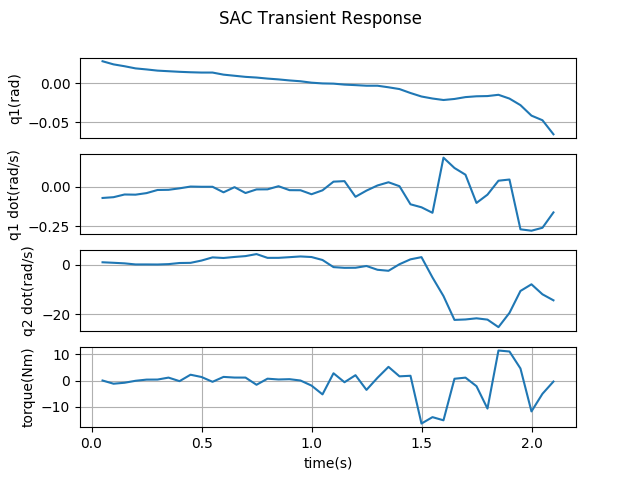 SAC Transient Response
q1(rad)
0.00
−0.05
q1 dot(rad/s)
0.00
−0.25
q2 dot(rad/s)
0
−20
torque(Nm)
10
0
−10
0.0 0.5 1.0 1.5 2.0
time(s)